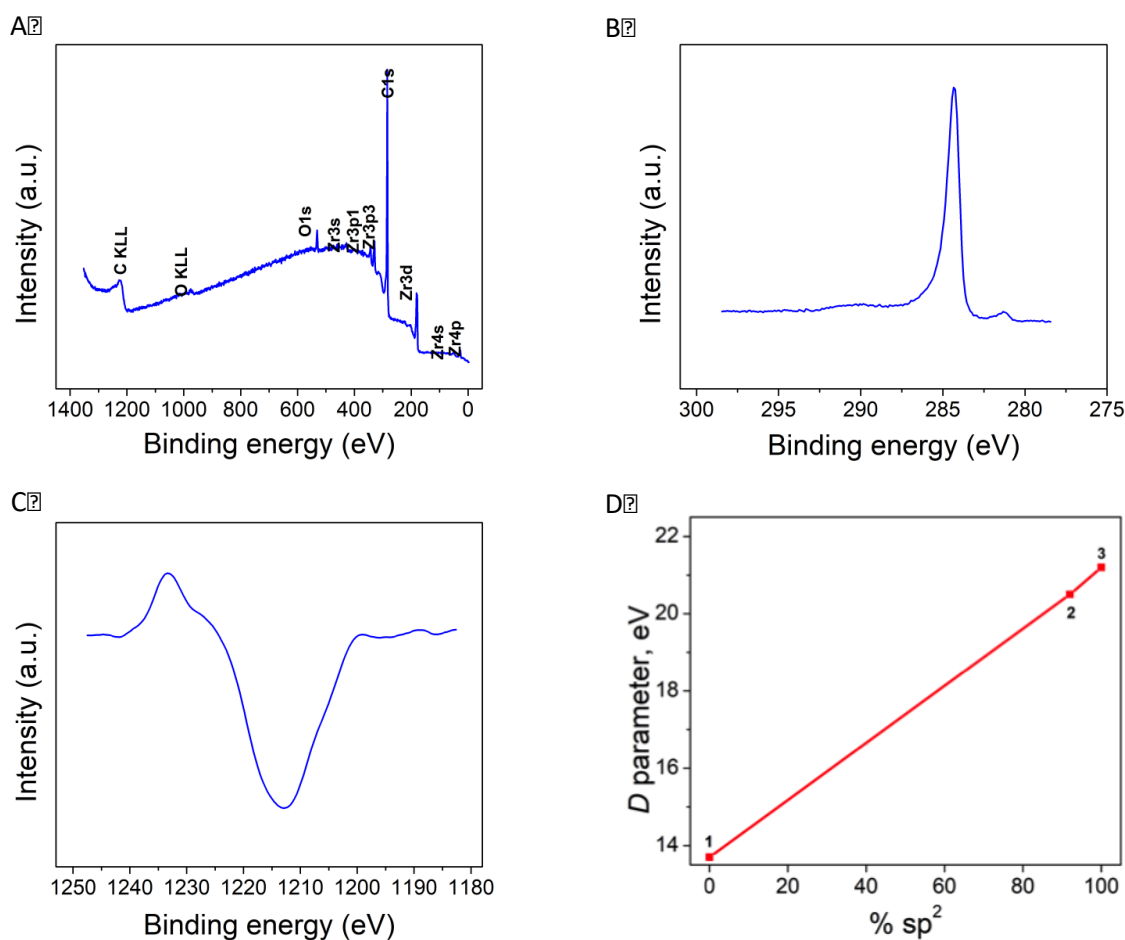 A⍰
Intensity (a.u.)
C KLL
O KLL
O1s
Zr3s
Zr3p1
Zr3p3
C1s
Zr3d
Zr4s
Zr4p
1400 1200 1000 800 600 400 200 0
Binding energy (eV)
B⍰
Intensity (a.u.)
300 295 290 285 280 275
Binding energy (eV)
C⍰
Intensity (a.u.)
1250 1240 1230 1220 1210 1200 1190 1180
Binding energy (eV)
D⍰
D parameter, eV
22
20
18
16
14
1
2
3
0 20 40 60 80 100
% sp²